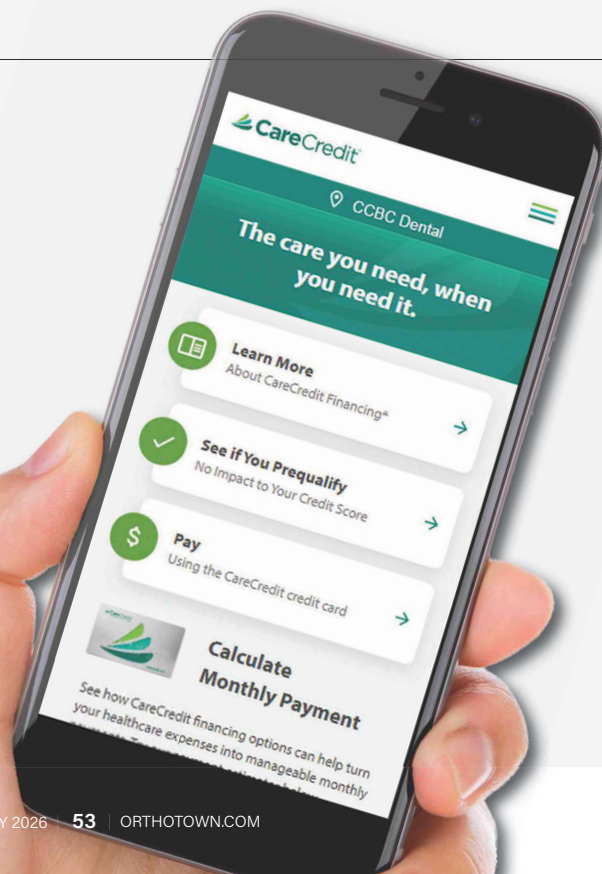 CareCredit
CCBC Dental
The care you need, when
you need it.
Learn More
About CareCredit Financing*
See if You Prequalify
No Impact to Your Credit Score
$
Pay
Using the CareCredit credit card
CareCredit
Calculate
Monthly Payment
See how CareCredit financing options can help turn
your healthcare expenses into manageable monthly
Y 2026 | 53 | ORTHOTOWN.COM